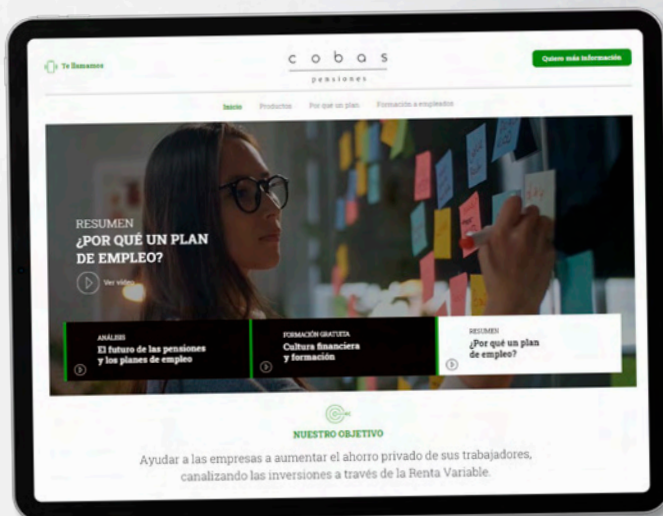 Te llamamos
cobas
pensiones
Quiero más información
Inicio Productos Por qué un plan Formación a empleados
RESUMEN
¿POR QUÉ UN PLAN
DE EMPLEO?
Ver vídeo
ANÁLISIS
El futuro de las pensiones
y los planes de empleo
FORMACIÓN GRATUITA
Cultura financiera
y formación
RESUMEN
¿Por qué un plan
de empleo?
NUESTRO OBJETIVO
Ayudar a las empresas a aumentar el ahorro privado de sus trabajadores,
canalizando las inversiones a través de la Renta Variable.